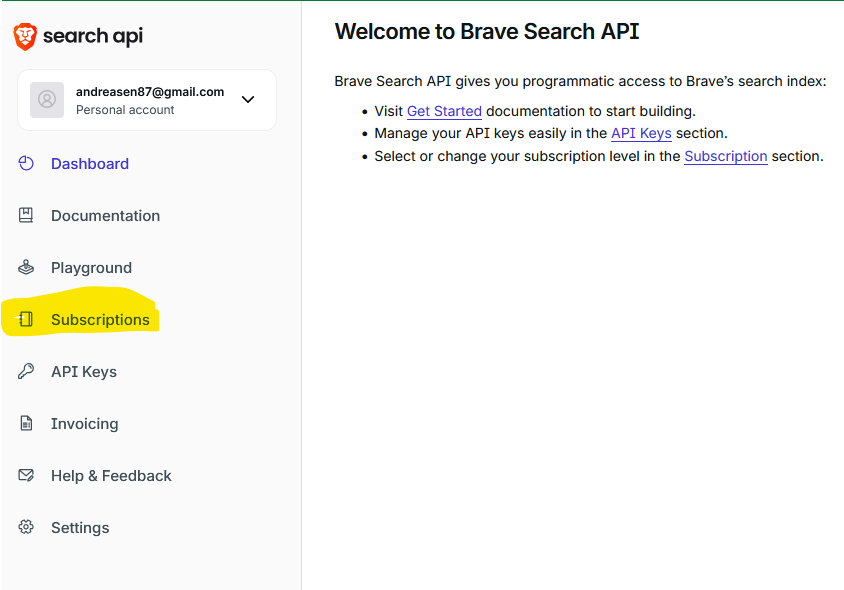 search api
andreasen87@gmail.com
Personal account
Dashboard
Documentation
Playground
Subscriptions
API Keys
Invoicing
Help & Feedback
Settings
Welcome to Brave Search API
Brave Search API gives you programmatic access to Brave's search index:
• Visit Get Started documentation to start building.
• Manage your API keys easily in the API Keys section.
• Select or change your subscription level in the Subscription section.